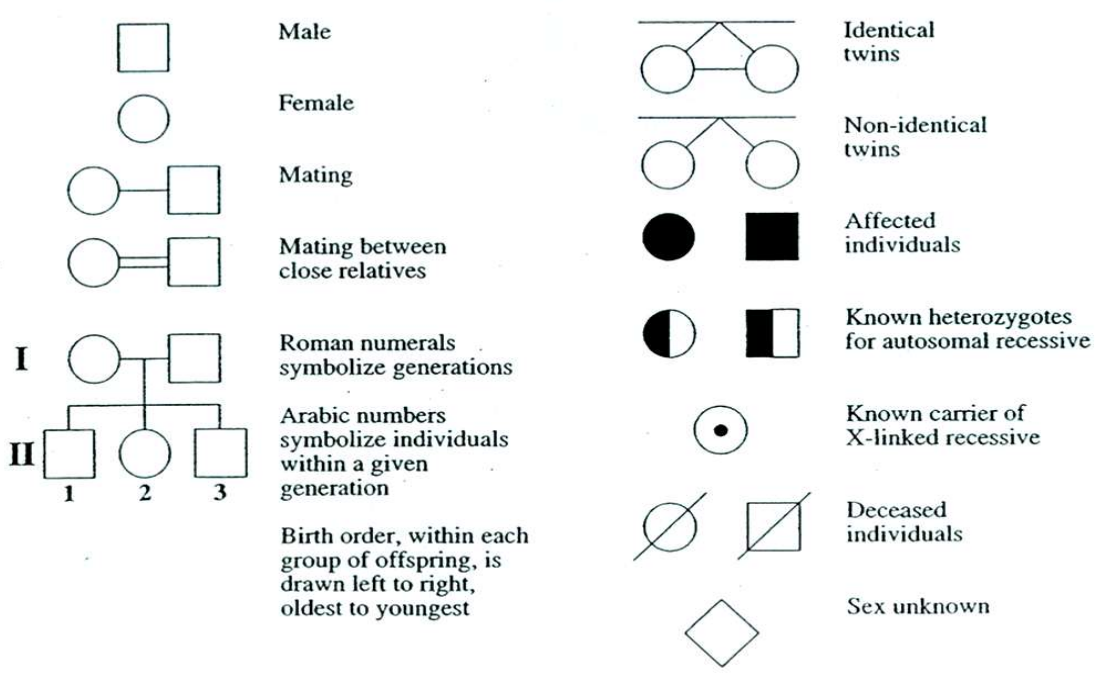 Male
Female
Mating
Mating between
close relatives
I
Roman numerals
symbolize generations
II
1 2 3
Arabic numbers
symbolize individuals
within a given
generation
Birth order, within each
group of offspring, is
drawn left to right,
oldest to youngest
Identical
twins
Non-identical
twins
Affected
individuals
Known heterozygotes
for autosomal recessive
Known carrier of
X-linked recessive
Deceased
individuals
Sex unknown